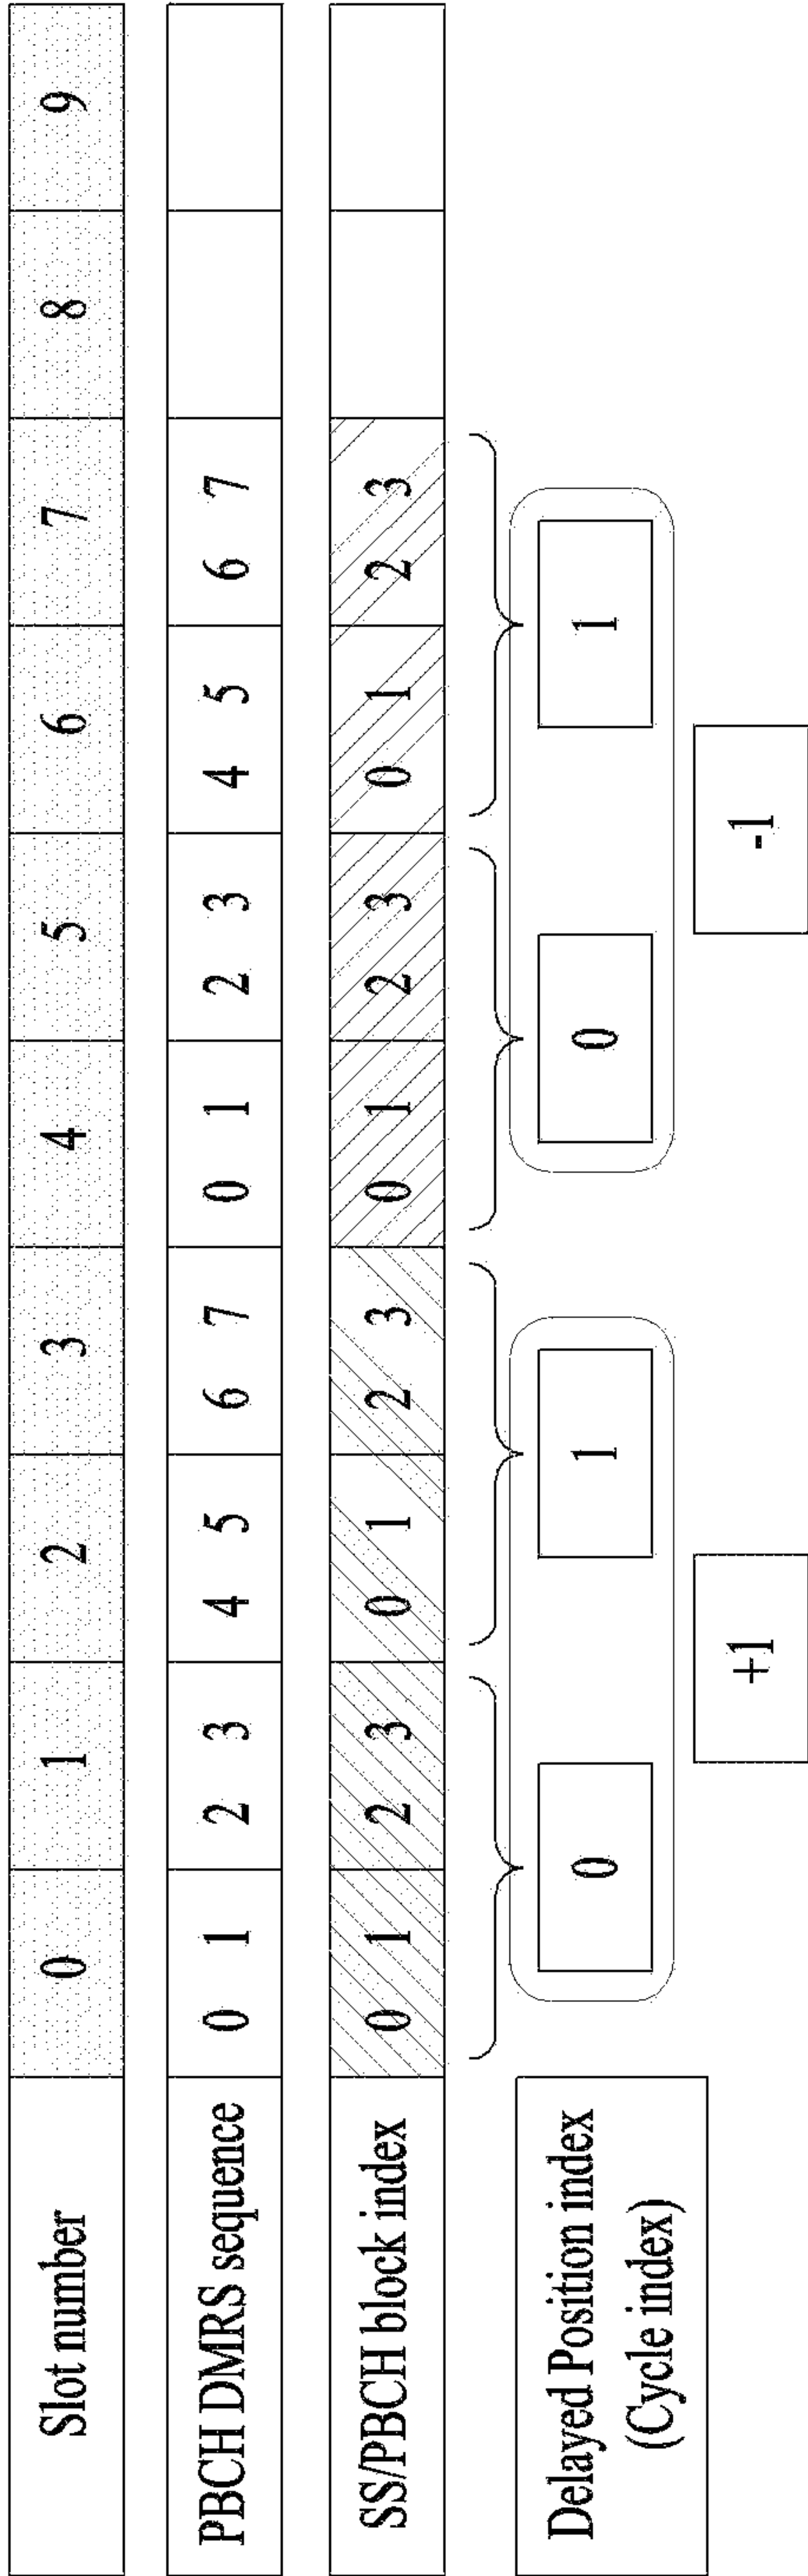 Slot number 0 1 2 3 4 5 6 7 8 9
PBCH DMRS sequence 0 1 2 3 4 5 6 7 0 1 2 3 4 5 6 7
SS/PBCH block index 0 1 2 3 0 1 2 3 0 1 2 3 0 1 2 3
Delayed Position index
(Cycle index)
0 1 0 1
+1 -1